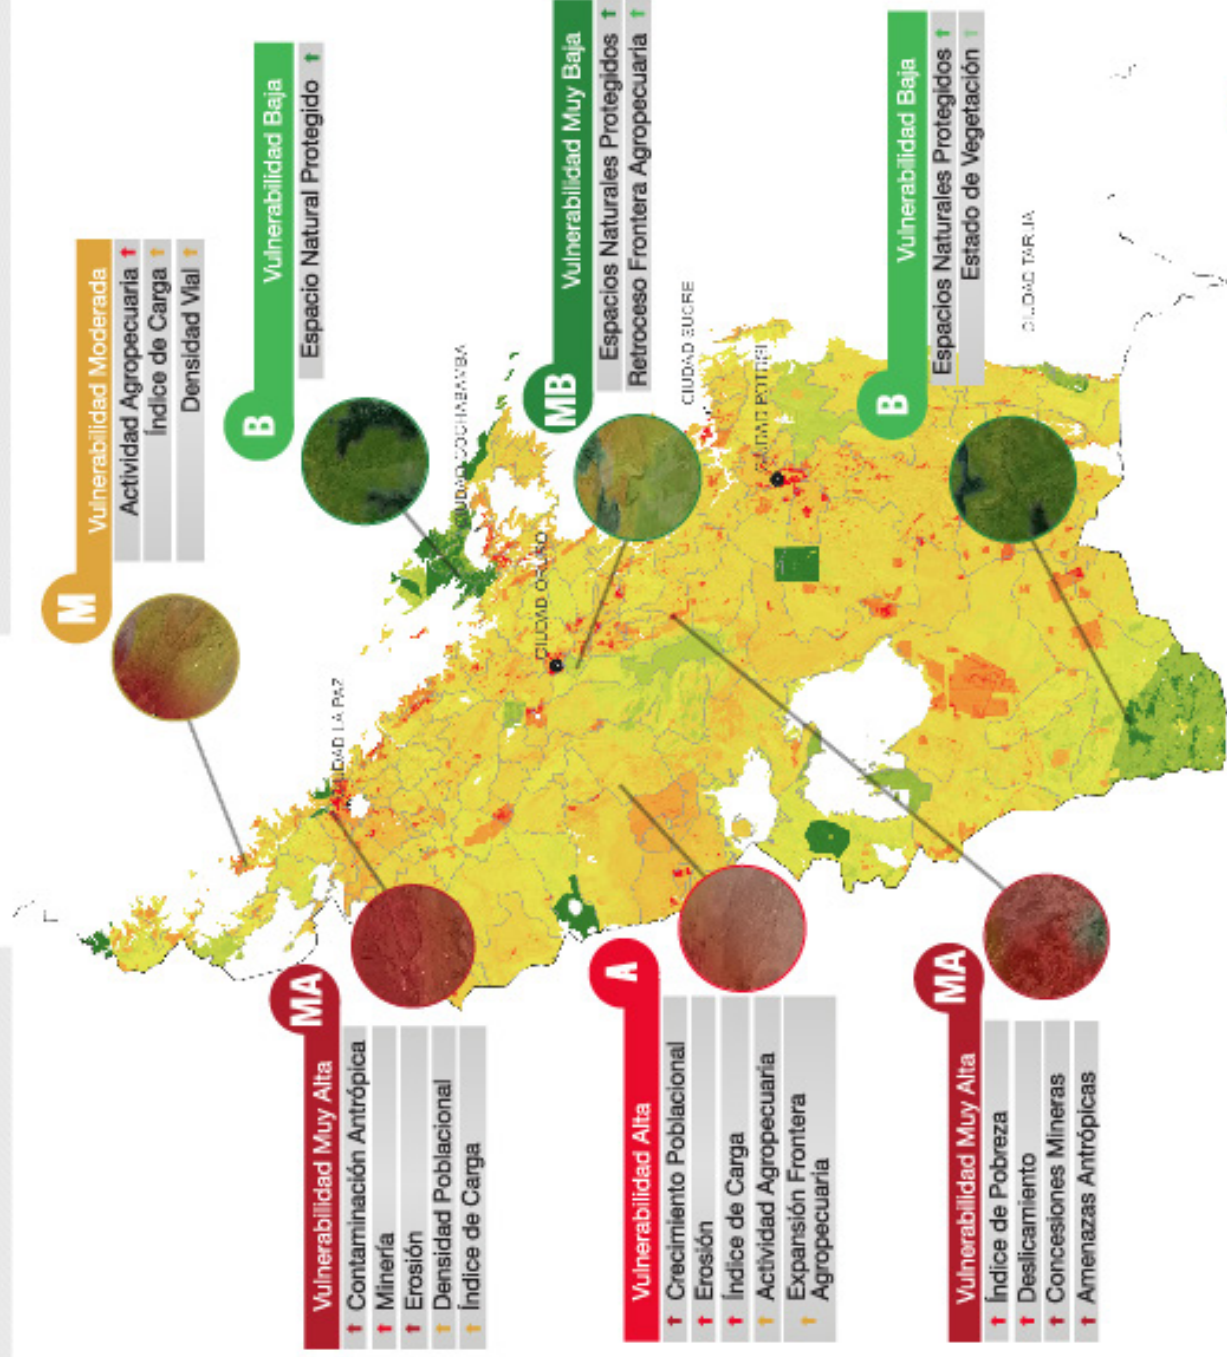 M
Vulnerabilidad Moderada
Actividad Agropecuaria
Índice de Carga
Densidad Vial
B
Vulnerabilidad Baja
Espacio Natural Protegido
MB
Vulnerabilidad Muy Baja
Espacios Naturales Protegidos
Retroceso Frontera Agropecuaria
B
Vulnerabilidad Baja
Espacios Naturales Protegidos
Estado de Vegetación
Vulnerabilidad Muy Alta
MA
Contaminación Antrópica
Minería
Erosión
Densidad Poblacional
Índice de Carga
Vulnerabilidad Alta
A
Crecimiento Poblacional
Erosión
Índice de Carga
Actividad Agropecuaria
Expansión Frontera
Agropecuaria
Vulnerabilidad Muy Alta
MA
Índice de Pobreza
Deslicamiento
Concesiones Mineras
Amenazas Antrópicas
LA PAZ
CIUDAD COCHABAMBA
CIUDAD ORURO
CIUDAD SUCRE
POTOSI
CIUDAD TARIJA